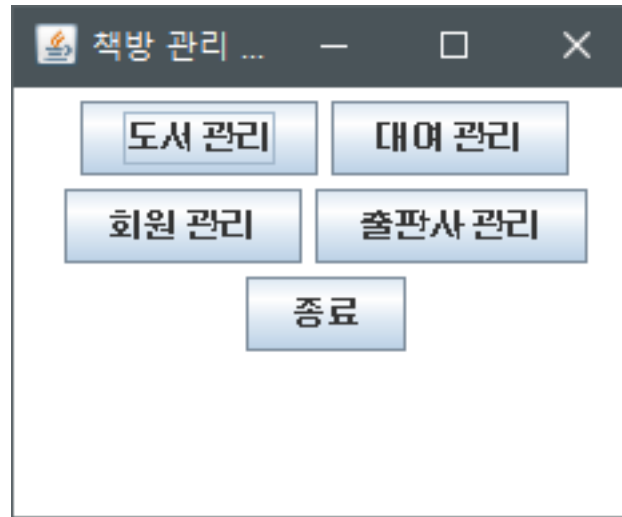 책방 관리 ...
도서 관리 대여 관리
회원 관리 출판사 관리
종료